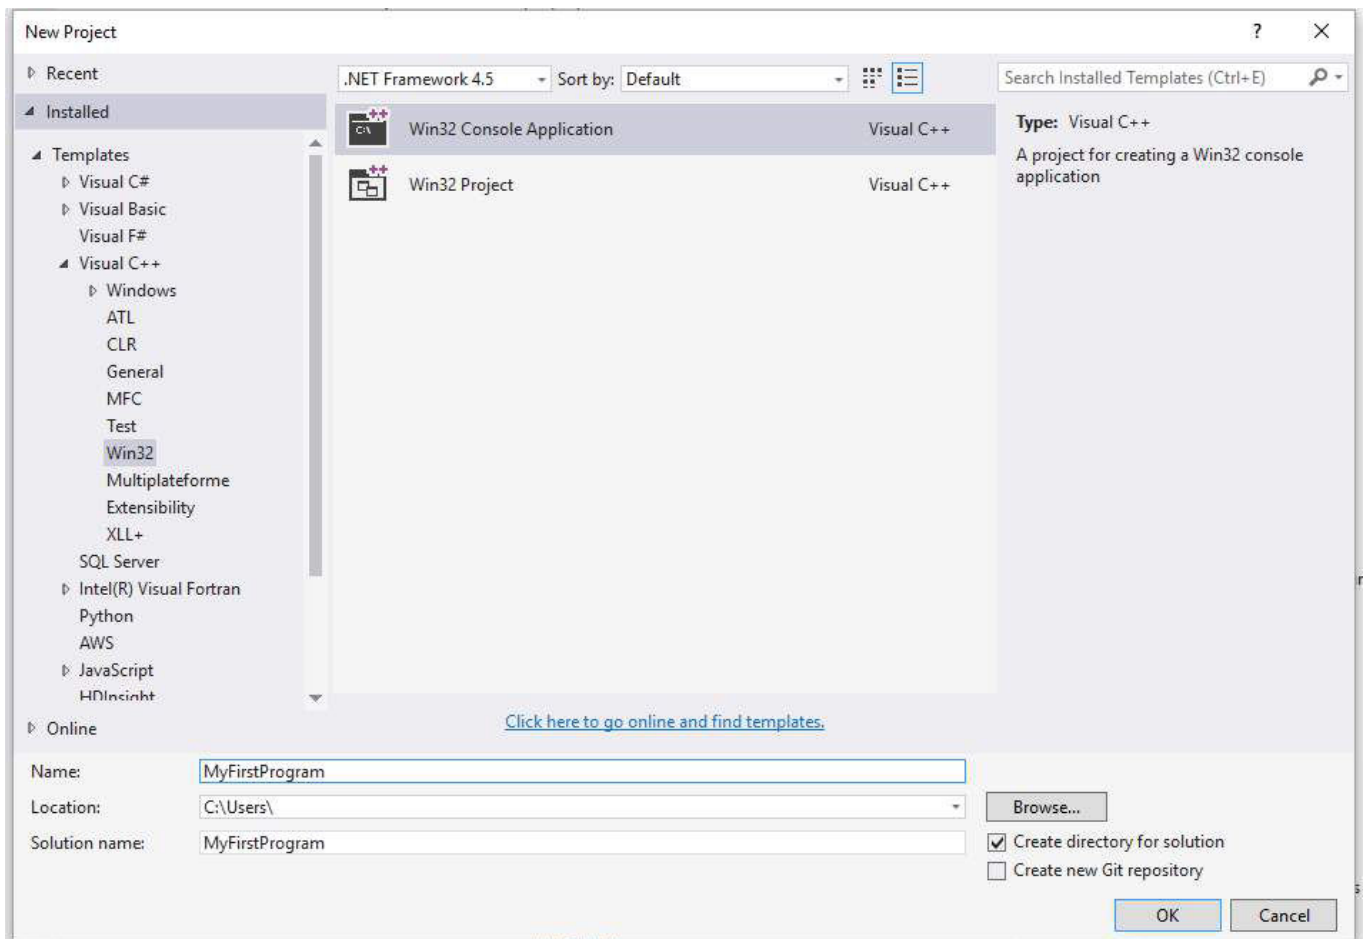 New Project
?
Recent
.NET Framework 4.5
Sort by: Default
Search Installed Templates (Ctrl+E)
Installed
Templates
Visual C#
Visual Basic
Visual F#
Visual C++
Windows
ATL
CLR
General
MFC
Test
Win32
Multiplateforme
Extensibility
XLL+
SQL Server
Intel(R) Visual Fortran
Python
AWS
JavaScript
HDInsight
Online
Win32 Console Application Visual C++
Win32 Project Visual C++
Type: Visual C++
A project for creating a Win32 console
application
Click here to go online and find templates.
Name: MyFirstProgram
Location: C:\Users\
Browse...
Solution name: MyFirstProgram
Create directory for solution
Create new Git repository
OK
Cancel